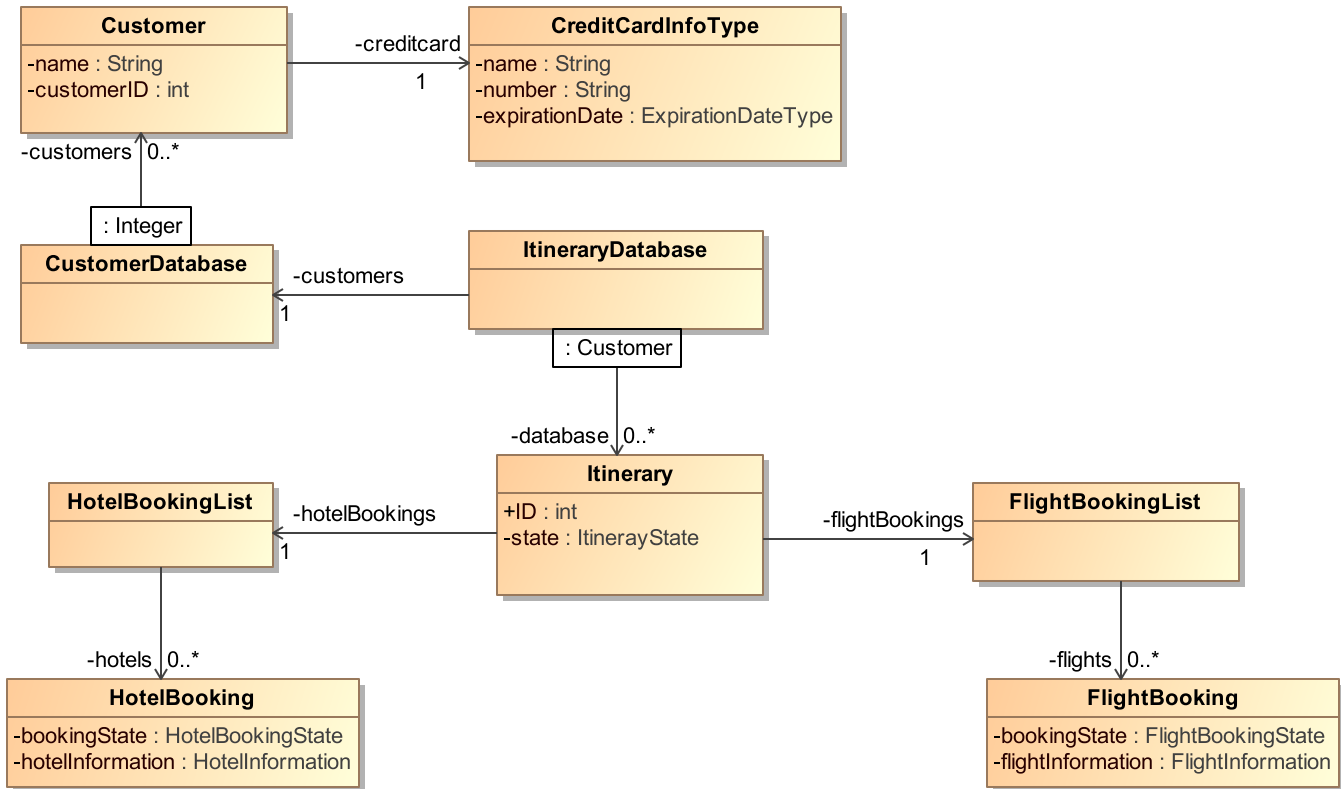 Customer
-name : String
-customerID : int
-creditcard
1
CreditCardInfoType
-name : String
-number : String
-expirationDate : ExpirationDateType
-customers
0..*
: Integer
CustomerDatabase
-customers
1
ItineraryDatabase
: Customer
-database
0..*
Itinerary
+ID : int
-state : ItinerayState
-hotelBookings
1
HotelBookingList
-flightBookings
1
FlightBookingList
-hotels
0..*
HotelBooking
-bookingState : HotelBookingState
-hotelInformation : HotelInformation
-flights
0..*
FlightBooking
-bookingState : FlightBookingState
-flightInformation : FlightInformation